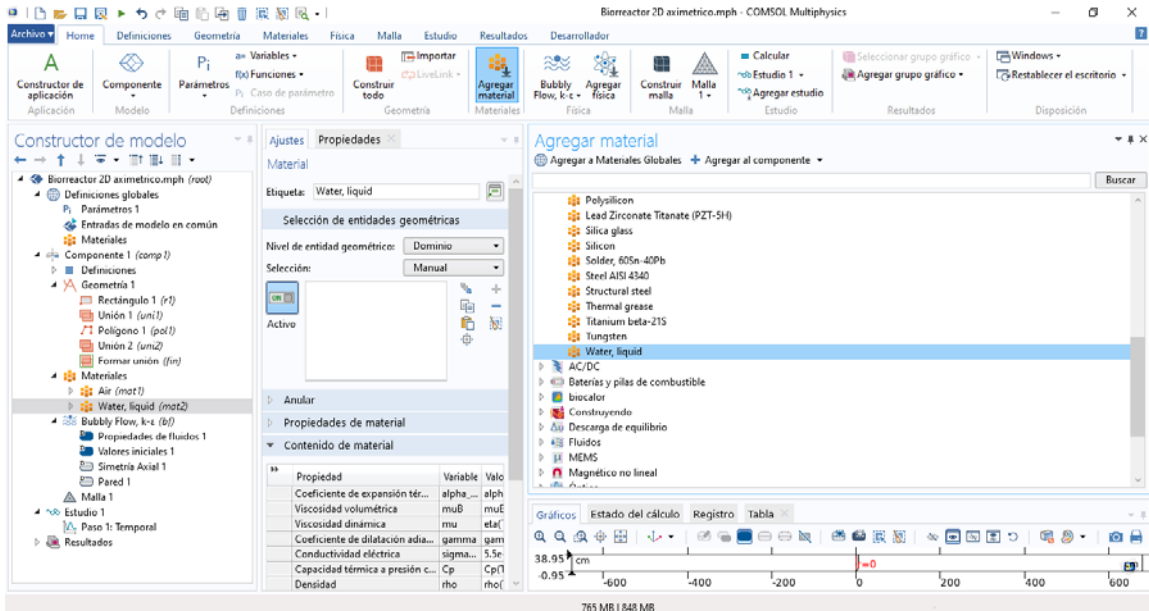 Biorreactor 2D aximetrico.mph - COMSOL Multiphysics
Archivo Home Definiciones Geometría Materiales Física Malla Estudio Resultados Desarrollador
Constructor de aplicación
Aplicación
Componente
Modelo
Parámetros
a= Variables
f(x) Funciones
Pi Caso de parámetro
Definiciones
Construir todo
Importar
LiveLink
Geometría
Agregar material
Materiales
Bubbly Flow, k-ε
Agregar física
Física
Construir malla
Malla 1
Malla
= Calcular
Estudio 1
Agregar estudio
Estudio
Seleccionar grupo gráfico
Agregar grupo gráfico
Resultados
Windows
Restablecer el escritorio
Disposición
Constructor de modelo
Biorreactor 2D aximetrico.mph (root)
Definiciones globales
Pi Parámetros 1
Entradas de modelo en común
Materiales
Componente 1 (comp1)
Definiciones
Geometría 1
Rectángulo 1 (r1)
Unión 1 (uni1)
Polígono 1 (pol1)
Unión 2 (uni2)
Formar unión (fin)
Materiales
Air (mat1)
Water, liquid (mat2)
Bubbly Flow, k-ε (bf)
Propiedades de fluidos 1
Valores iniciales 1
Simetría Axial 1
Pared 1
Malla 1
Estudio 1
Paso 1: Temporal
Resultados
Ajustes Propiedades
Material
Etiqueta: Water, liquid
Selección de entidades geométricas
Nivel de entidad geométrico: Dominio
Selección: Manual
ON
Activo
Anular
Propiedades de material
Contenido de material
Propiedad Variable Valo
Coeficiente de expansión tér... alpha_... alph
Viscosidad volumétrica muB muE
Viscosidad dinámica mu eta(
Coeficiente de dilatación adia... gamma gam
Conductividad eléctrica sigma... 5.5e
Capacidad térmica a presión c... Cp Cp(T
Densidad rho rho(
Agregar material
Agregar a Materiales Globales + Agregar al componente
Buscar
Polysilicon
Lead Zirconate Titanate (PZT-5H)
Silica glass
Silicon
Solder, 60Sn-40Pb
Steel AISI 4340
Structural steel
Thermal grease
Titanium beta-21S
Tungsten
Water, liquid
AC/DC
Baterías y pilas de combustible
biocalor
Construyendo
Descarga de equilibrio
Fluidos
MEMS
Magnético no lineal
Gráficos Estado del cálculo Registro Tabla
38.95 cm
-0.95
r=0
-600 -400 -200 0 200 400 600
765 MB | 848 MB